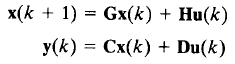 x(k + 1) = Gx(k) + Hu(k)
y(k) = Cx(k) + Du(k)